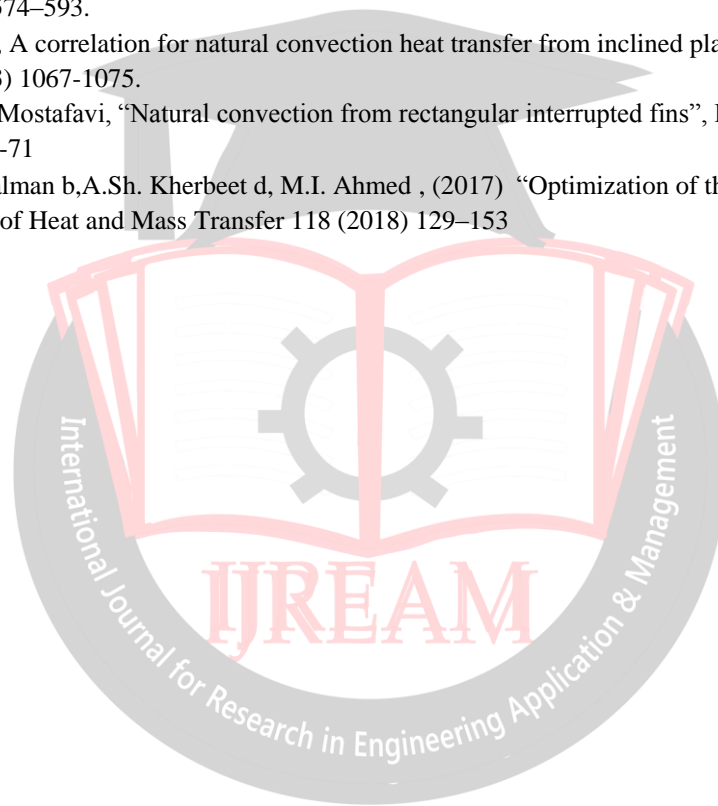 574–593.
, A correlation for natural convection heat transfer from inclined pla
) 1067-1075.
Mostafavi, “Natural convection from rectangular interrupted fins”,
-71
alman b,A.Sh. Kherbeet d, M.I. Ahmed , (2017) “Optimization of th
of Heat and Mass Transfer 118 (2018) 129–153
IJREAM
International Journal for Research in Engineering Application & Management